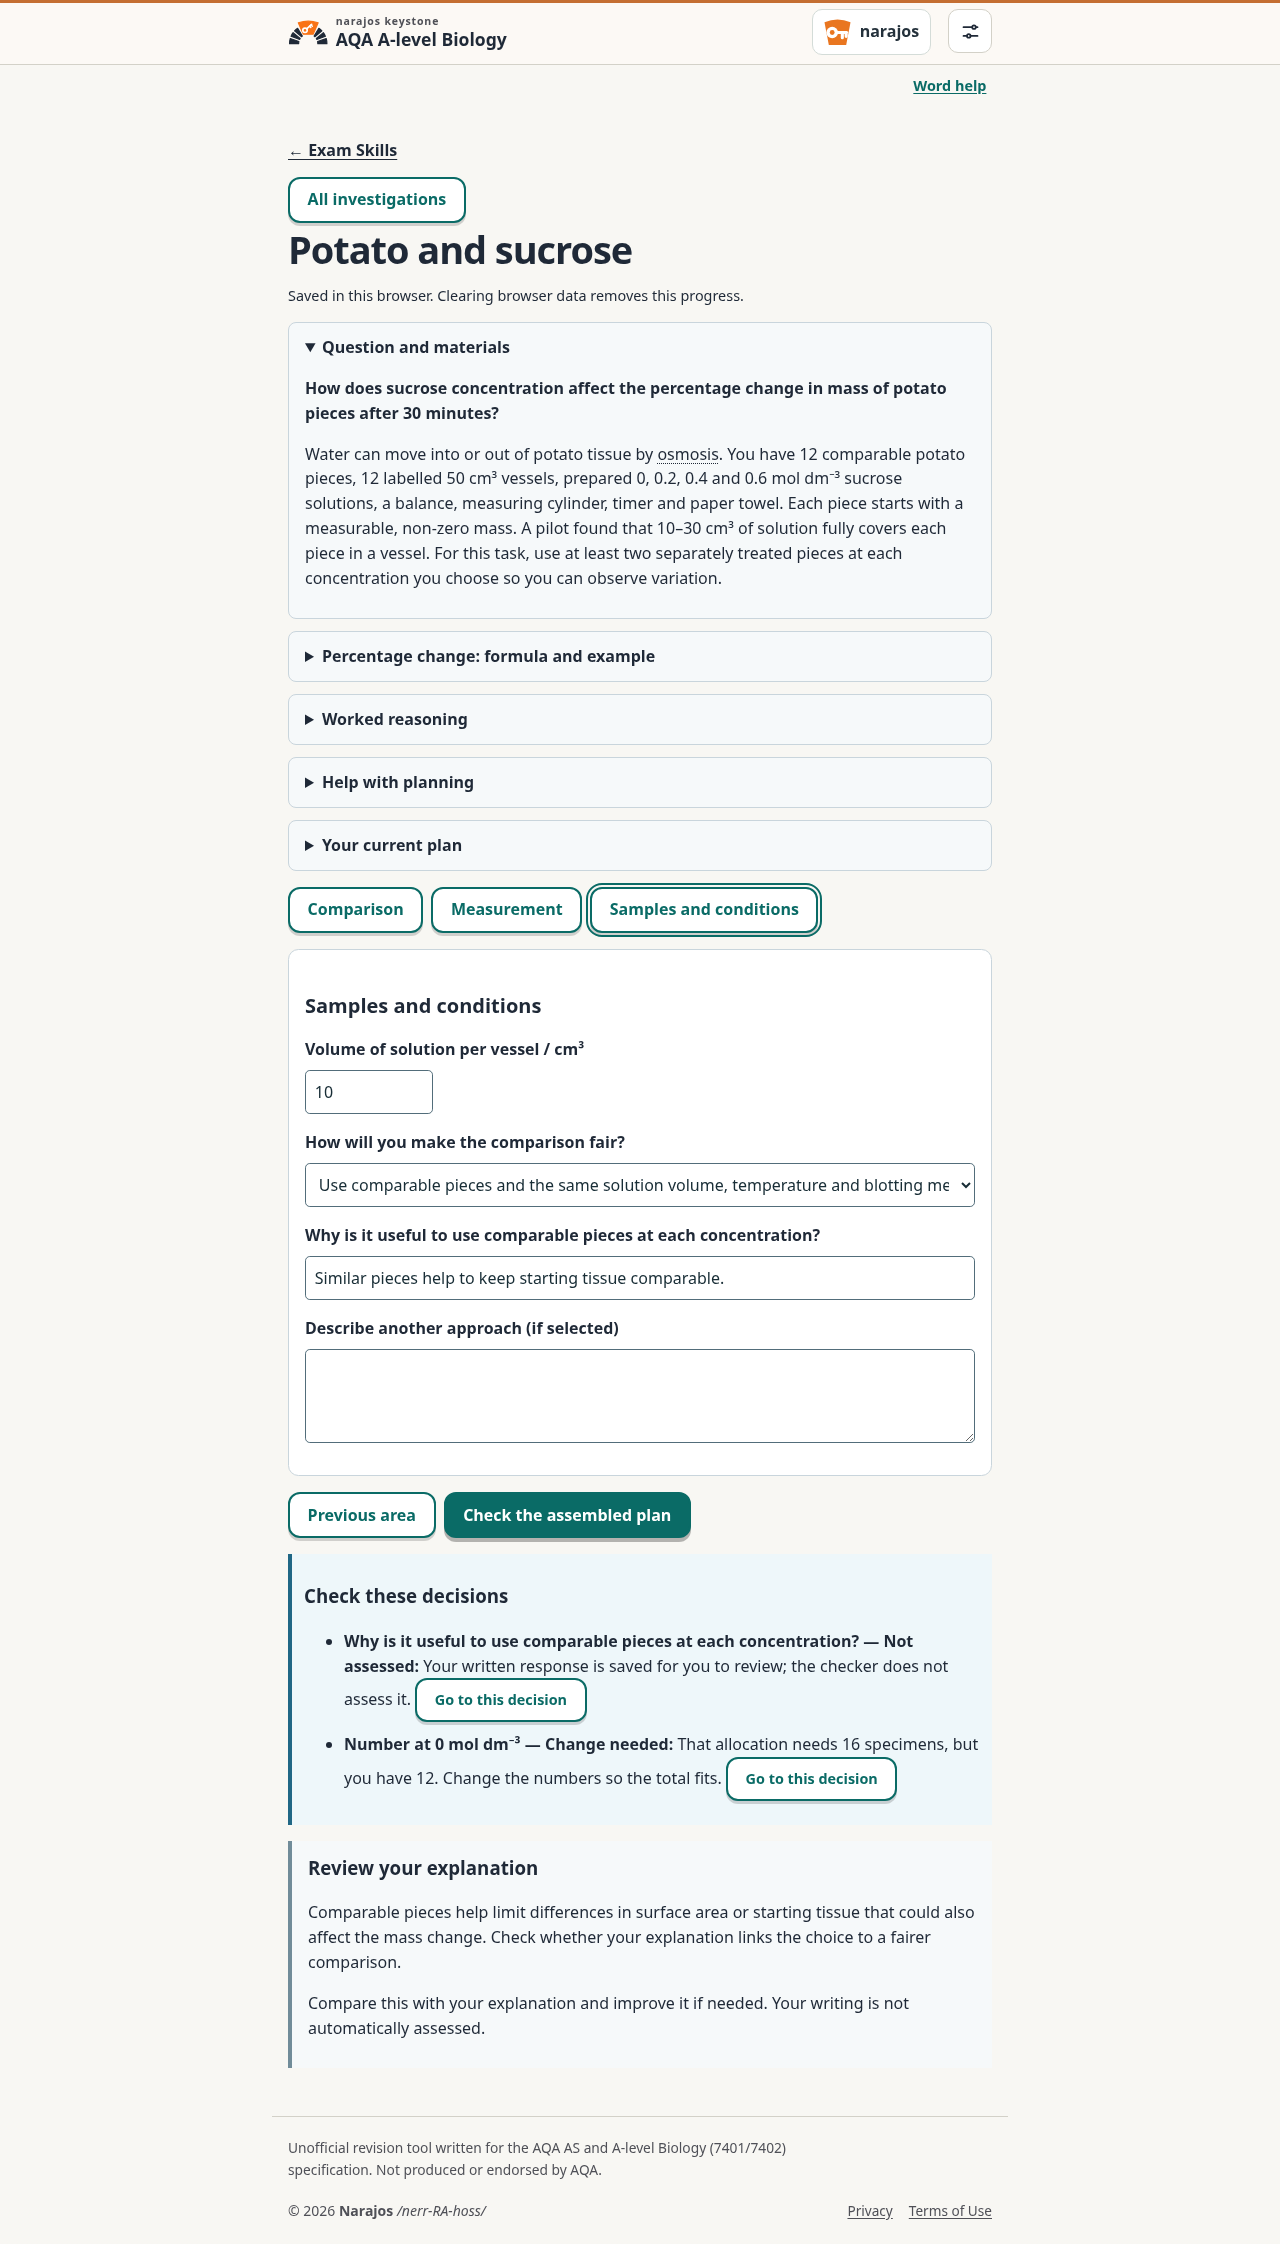 narajos keystone
AQA A-level Biology
narajos
Word help
← Exam Skills
All investigations
Potato and sucrose
Saved in this browser. Clearing browser data removes this progress.
▼ Question and materials
How does sucrose concentration affect the percentage change in mass of potato
pieces after 30 minutes?
Water can move into or out of potato tissue by osmosis. You have 12 comparable potato
pieces, 12 labelled 50 cm³ vessels, prepared 0, 0.2, 0.4 and 0.6 mol dm⁻³ sucrose
solutions, a balance, measuring cylinder, timer and paper towel. Each piece starts with a
measurable, non-zero mass. A pilot found that 10–30 cm³ of solution fully covers each
piece in a vessel. For this task, use at least two separately treated pieces at each
concentration you choose so you can observe variation.
▶ Percentage change: formula and example
▶ Worked reasoning
▶ Help with planning
▶ Your current plan
Comparison Measurement Samples and conditions
Samples and conditions
Volume of solution per vessel / cm³
10
How will you make the comparison fair?
Use comparable pieces and the same solution volume, temperature and blotting me
Why is it useful to use comparable pieces at each concentration?
Similar pieces help to keep starting tissue comparable.
Describe another approach (if selected)
Previous area Check the assembled plan
Check these decisions
• Why is it useful to use comparable pieces at each concentration? — Not
assessed: Your written response is saved for you to review; the checker does not
assess it. Go to this decision
• Number at 0 mol dm⁻³ — Change needed: That allocation needs 16 specimens, but
you have 12. Change the numbers so the total fits. Go to this decision
Review your explanation
Comparable pieces help limit differences in surface area or starting tissue that could also
affect the mass change. Check whether your explanation links the choice to a fairer
comparison.
Compare this with your explanation and improve it if needed. Your writing is not
automatically assessed.
Unofficial revision tool written for the AQA AS and A-level Biology (7401/7402)
specification. Not produced or endorsed by AQA.
© 2026 Narajos /nerr-RA-hoss/ Privacy Terms of Use